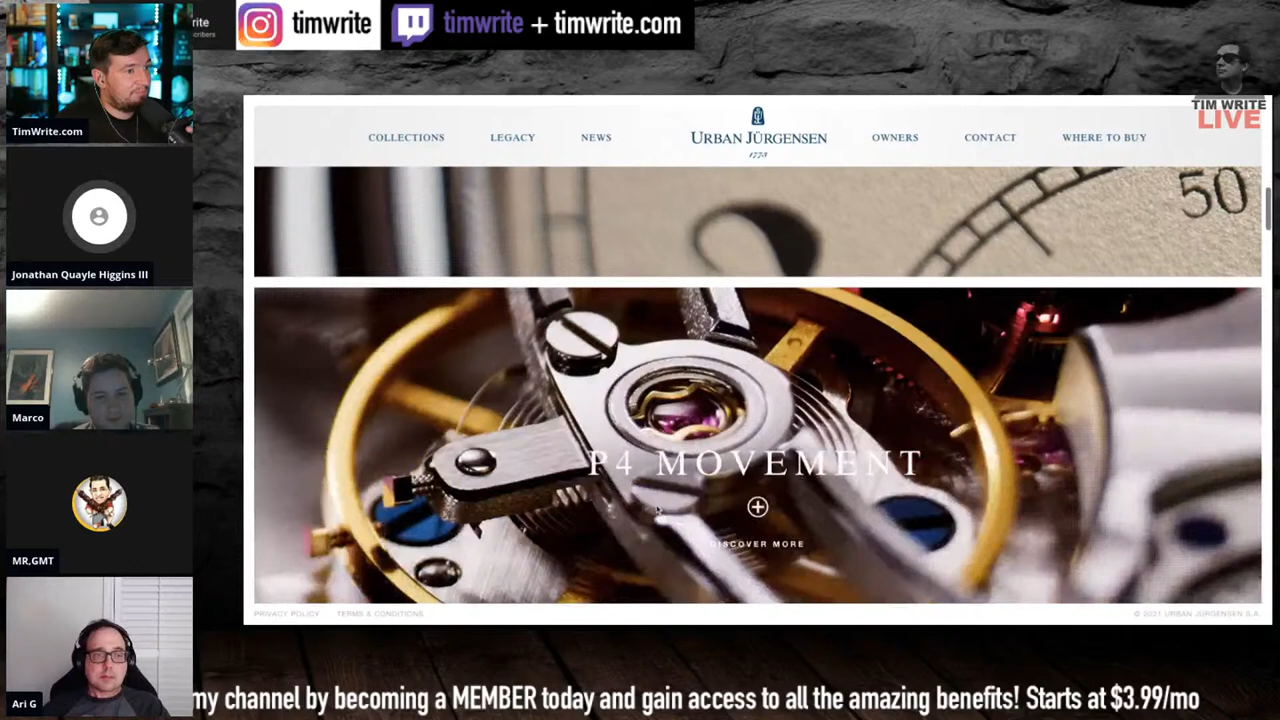 rite
cribers
timwrite
timwrite + timwrite.com
TIM WRITE
LIVE
TimWrite.com
Jonathan Quayle Higgins III
Marco
MR,GMT
Ari G
COLLECTIONS
LEGACY
NEWS
URBAN JÜRGENSEN
1773
OWNERS
CONTACT
WHERE TO BUY
50
P4 MOVEMENT
DISCOVER MORE
PRIVACY POLICY
TERMS & CONDITIONS
© 2021 URBAN JÜRGENSEN S.A.
my channel by becoming a MEMBER today and gain access to all the amazing benefits! Starts at $3.99/mo